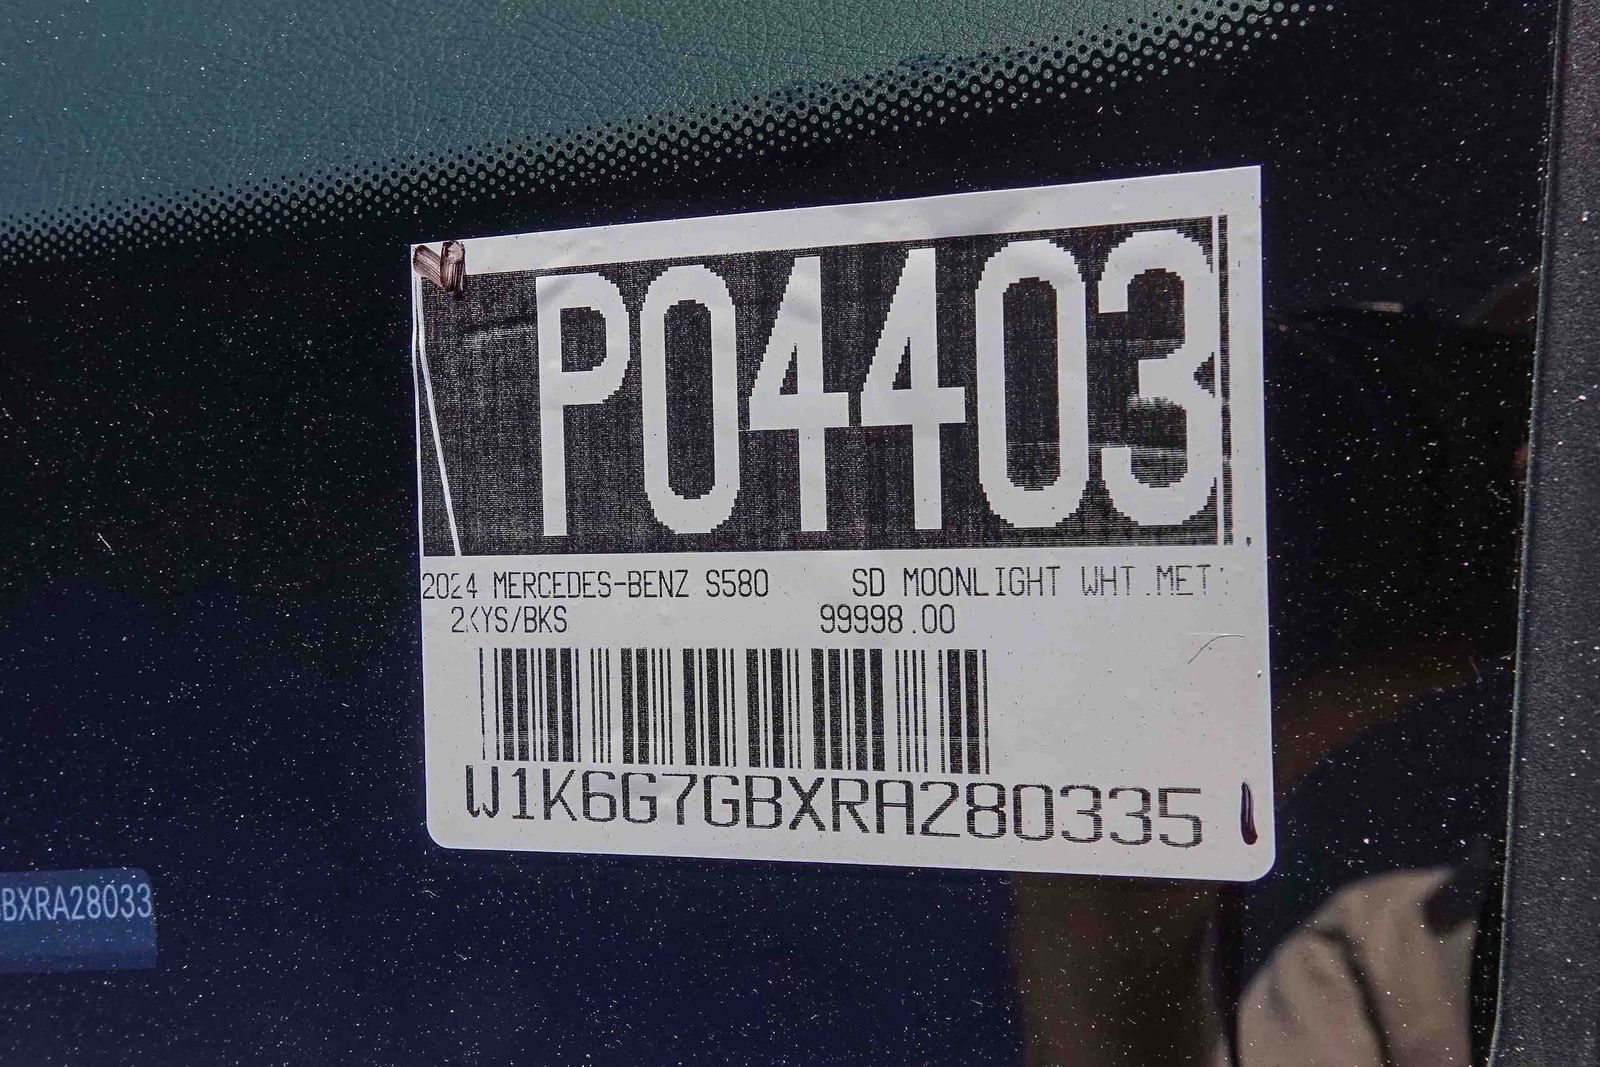 P04403
2024 MERCEDES-BENZ S580 SD MOONLIGHT WHT.MET
2KYS/BKS 99998.00
W1K6G7GBXRA280335
BXRA28033